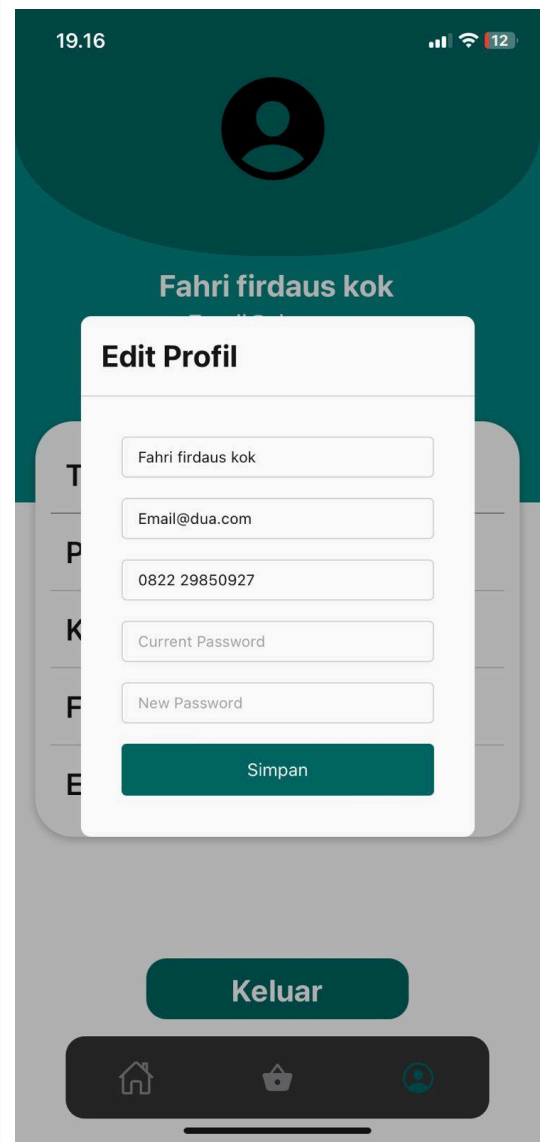 19.16
12
Fahri firdaus kok
Edit Profil
Fahri firdaus kok
Email@dua.com
0822 29850927
Current Password
New Password
Simpan
T
P
K
F
E
Keluar